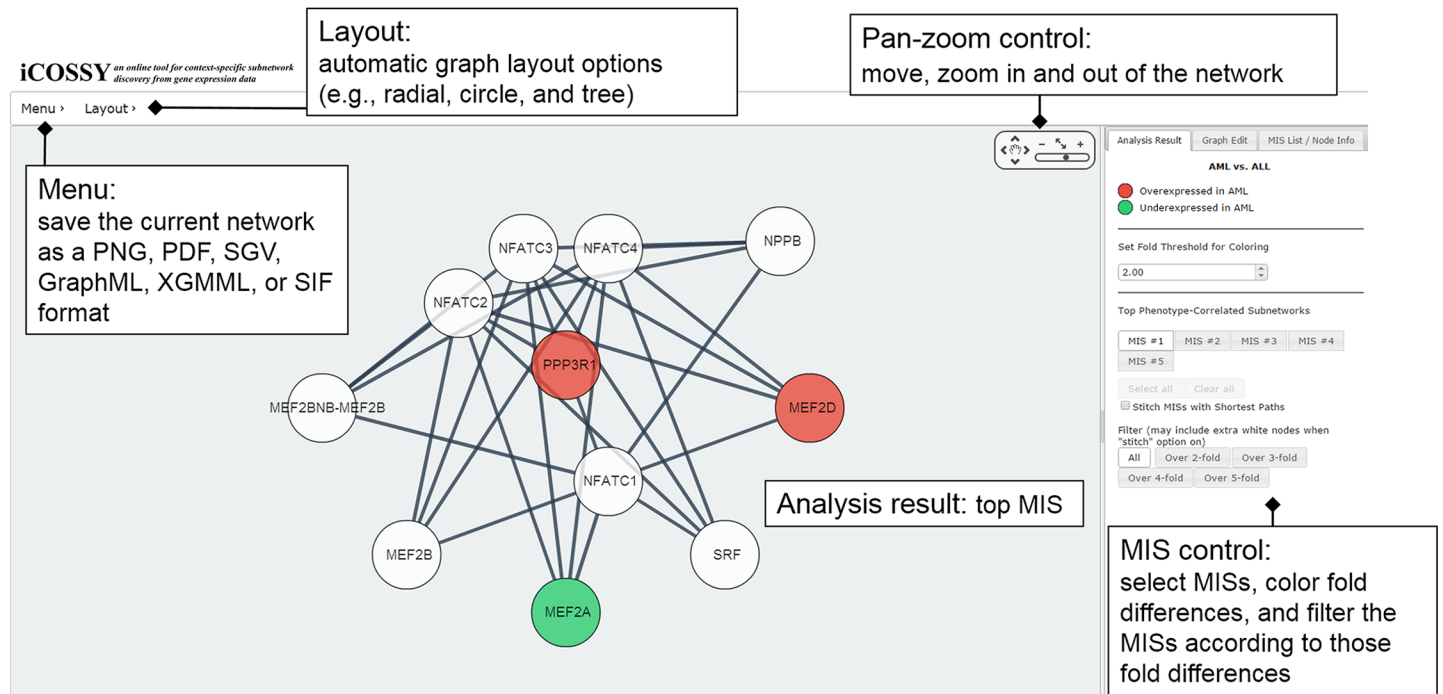 Layout:
automatic graph layout options
(e.g., radial, circle, and tree)
Pan-zoom control:
move, zoom in and out of the network
iCOSSY an online tool for context-specific subnetwork
discovery from gene expression data
Menu › Layout ›
Menu:
save the current network
as a PNG, PDF, SGV,
GraphML, XGMML, or SIF
format
Analysis Result Graph Edit MIS List / Node Info
AML vs. ALL
Overexpressed in AML
Underexpressed in AML
Set Fold Threshold for Coloring
2.00
Top Phenotype-Correlated Subnetworks
MIS #1 MIS #2 MIS #3 MIS #4
MIS #5
Select all Clear all
Stitch MISs with Shortest Paths
Filter (may include extra white nodes when
"stitch" option on)
All Over 2-fold Over 3-fold
Over 4-fold Over 5-fold
NFATC3 NFATC4 NPPB
NFATC2
PPP3R1
MEF2BNB-MEF2B MEF2D
NFATC1
MEF2B SRF
MEF2A
Analysis result: top MIS
MIS control:
select MISs, color fold
differences, and filter the
MISs according to those
fold differences